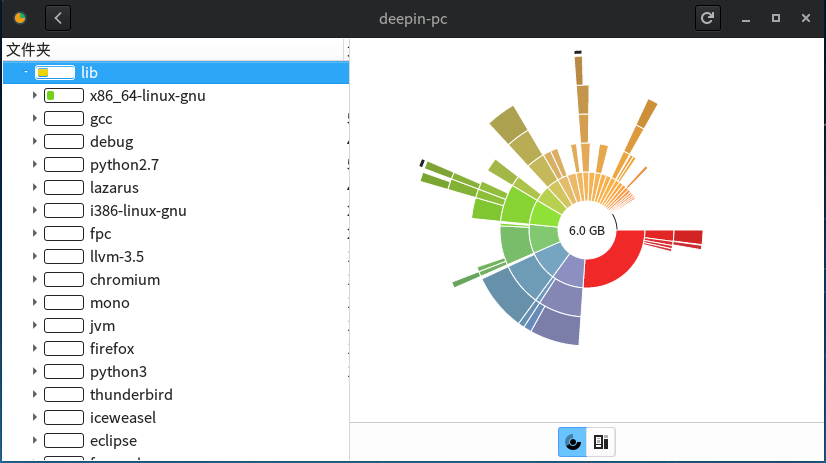 deepin-pc
文件夹
lib
x86_64-linux-gnu
gcc
debug
python2.7
lazarus
i386-linux-gnu
fpc
llvm-3.5
chromium
mono
jvm
firefox
python3
thunderbird
iceweasel
eclipse
6.0 GB